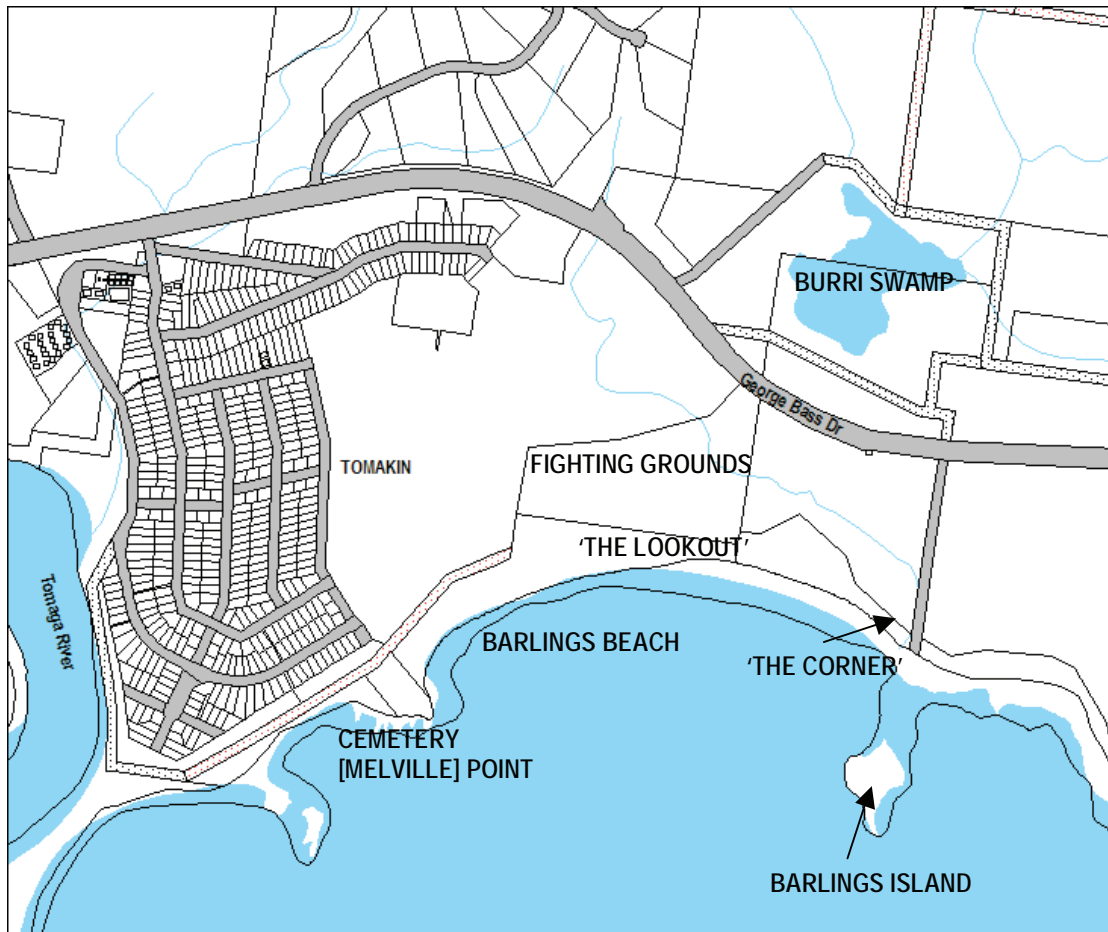 BURRI SWAMP
George Bass Dr
FIGHTING GROUNDS
TOMAKIN
'THE LOOKOUT'
Tomaga River
BARLINGS BEACH
'THE CORNER'
CEMETERY
[MELVILLE] POINT
BARLINGS ISLAND